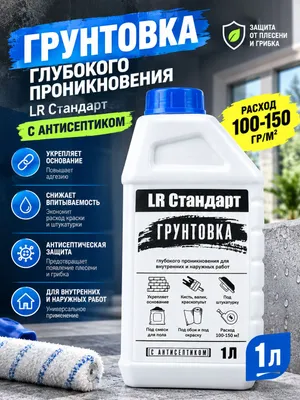 ГРУНТОВКА
ГЛУБОКОГО
ПРОНИКНОВЕНИЯ
LR Стандарт
С АНТИСЕПТИКОМ
ЗАЩИТА
ОТ ПЛЕСЕНИ
И ГРИБКА
РАСХОД
100-150
ГР/М²
УКРЕПЛЯЕТ
ОСНОВАНИЕ
Повышает
адгезию
СНИЖАЕТ
ВПИТЫВАЕМОСТЬ
Экономит
расход краски
и штукатурки
АНТИСЕПТИЧЕСКАЯ
ЗАЩИТА
Предотвращает
появление плесени
и грибка
ДЛЯ ВНУТРЕННИХ
И НАРУЖНЫХ РАБОТ
Универсальное
применение
LR Стандарт
ГРУНТОВКА
глубокого проникновения для
внутренних и наружных работ
Укрепляет
основание
Кисть, валик,
краскопульт
Под
штукатурку
Под смеси
для пола
Под обои и под
окраску
Расход
100-150 м²
С АНТИСЕПТИКОМ
1Л
1л